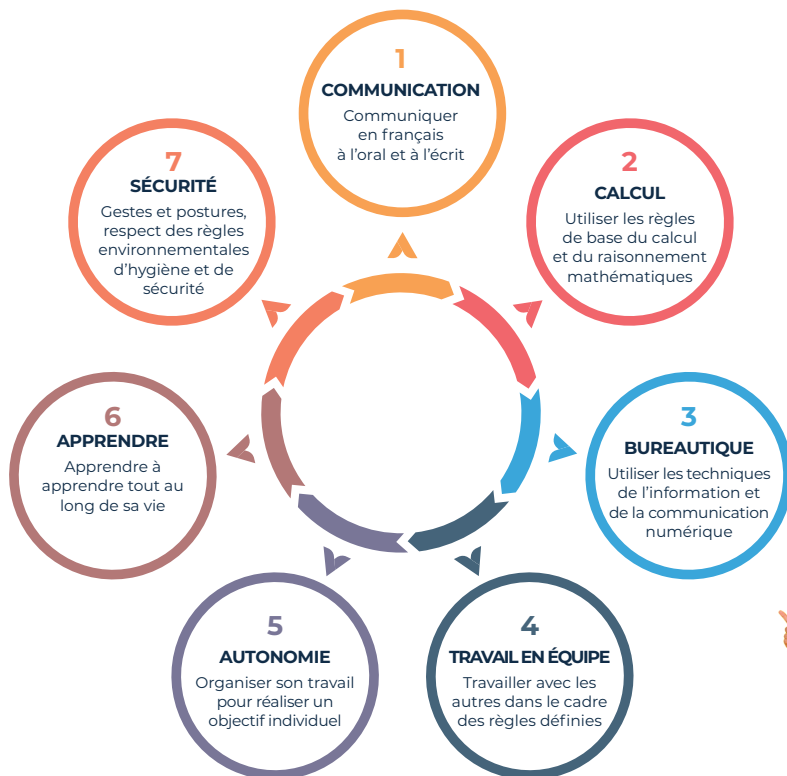 1
COMMUNICATION
Communiquer
en français
à l'oral et à l'écrit
2
CALCUL
Utiliser les règles
de base du calcul
et du raisonnement
mathématiques
3
BUREAUTIQUE
Utiliser les techniques
de l'information et
de la communication
numérique
4
TRAVAIL EN ÉQUIPE
Travailler avec les
autres dans le cadre
des règles définies
5
AUTONOMIE
Organiser son travail
pour réaliser un
objectif individuel
6
APPRENDRE
Apprendre à
apprendre tout au
long de sa vie
7
SÉCURITÉ
Gestes et postures,
respect des règles
environnementales
d'hygiène et de
sécurité